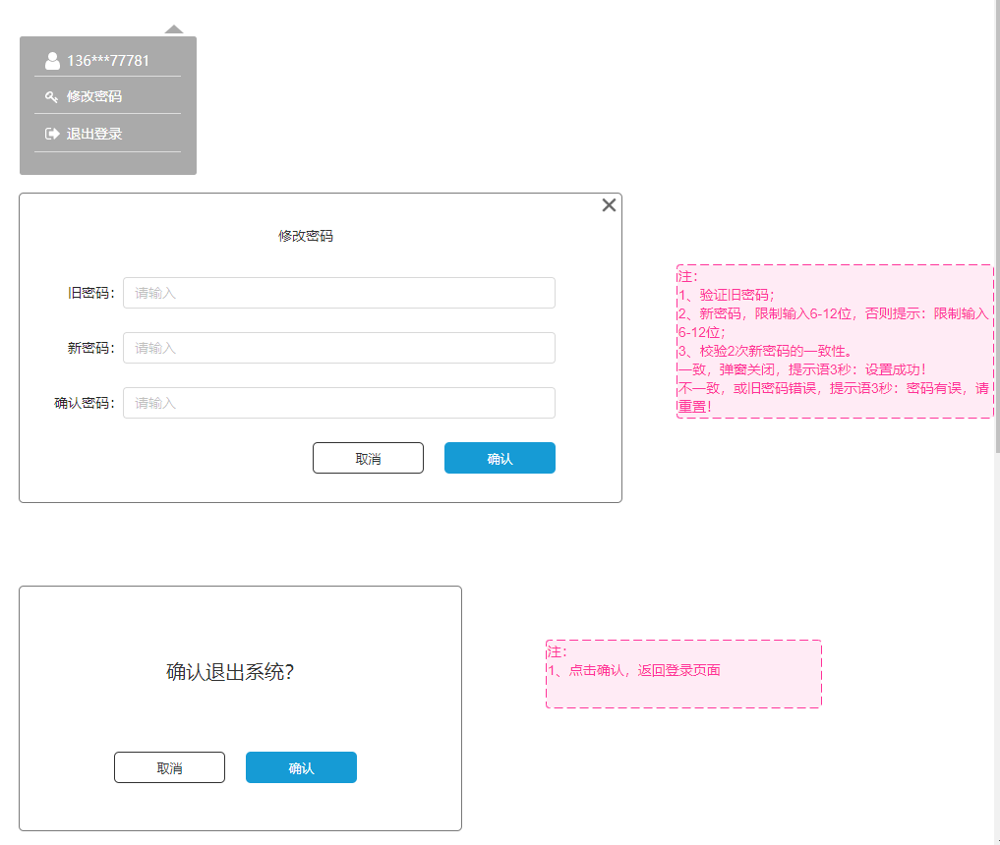 136***77781
修改密码
退出登录
修改密码
旧密码：
请输入
新密码：
请输入
确认密码：
请输入
取消
确认
注：
1、验证旧密码；
2、新密码，限制输入6-12位，否则提示：限制输入
6-12位；
3、校验2次新密码的一致性。
一致，弹窗关闭，提示语3秒：设置成功！
不一致，或旧密码错误，提示语3秒：密码有误，请
重置！
确认退出系统？
取消
确认
注：
1、点击确认，返回登录页面